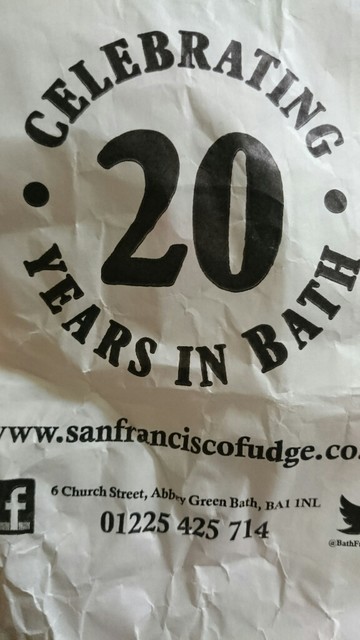 CELEBRATING
20
YEARS IN BATH
www.sanfranciscofudge.co
6 Church Street, Abbey Green Bath, BA1 1NL
01225 425 714
f
@BathF